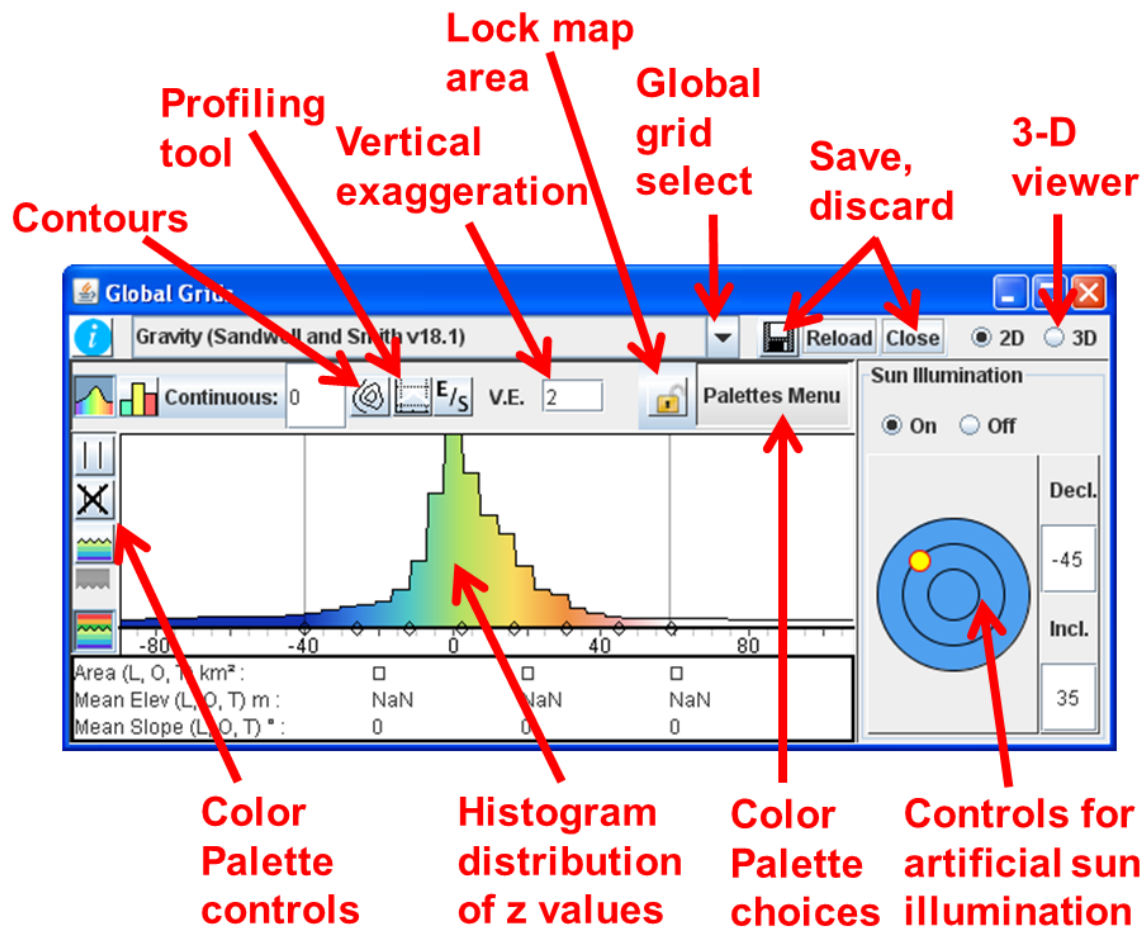 Lock map
area
Global
grid
select
Profiling
tool
Vertical
exaggeration
Save,
discard
3-D
viewer
Contours
Global Grids
i
Gravity (Sandwell and Smith v18.1)
Reload
Close
2D
3D
Continuous:
0
E/S
V.E.
2
Palettes Menu
Sun Illumination
On
Off
Decl.
-45
Incl.
35
-80
-40
0
40
80
Area (L, O, T) km² :
Mean Elev (L, O, T) m : NaN NaN NaN
Mean Slope (L, O, T) ° : 0 0 0
Color
Palette
controls
Histogram
distribution
of z values
Color
Palette
choices
Controls for
artificial sun
illumination